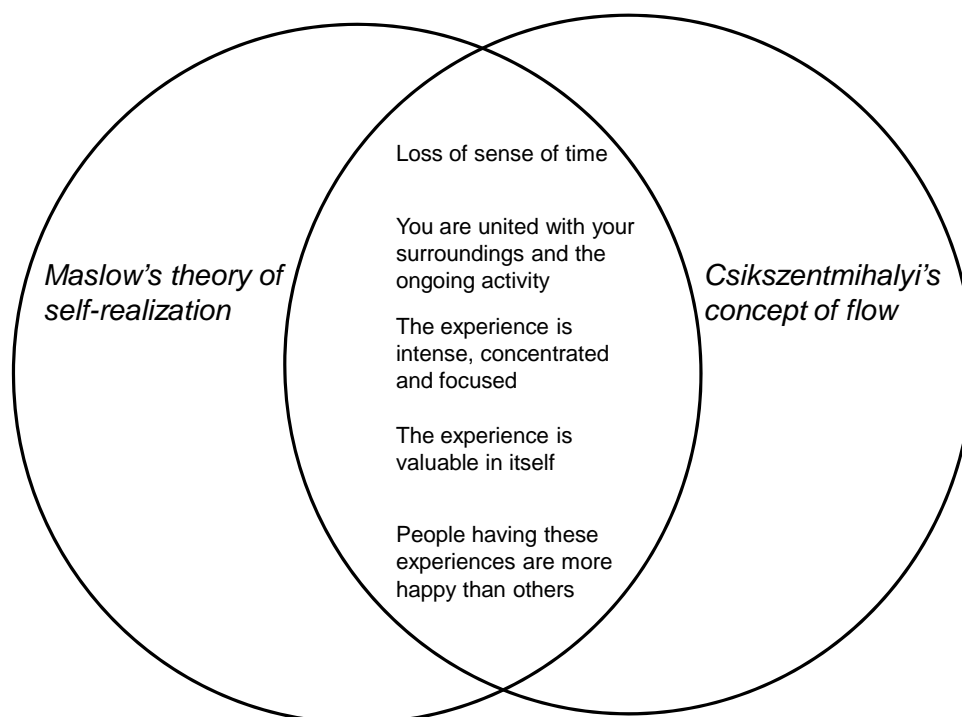 Loss of sense of time
You are united with your
surroundings and the
ongoing activity
Maslow’s theory of
self-realization
Csikszentmihalyi’s
concept of flow
The experience is
intense, concentrated
and focused
The experience is
valuable in itself
People having these
experiences are more
happy than others